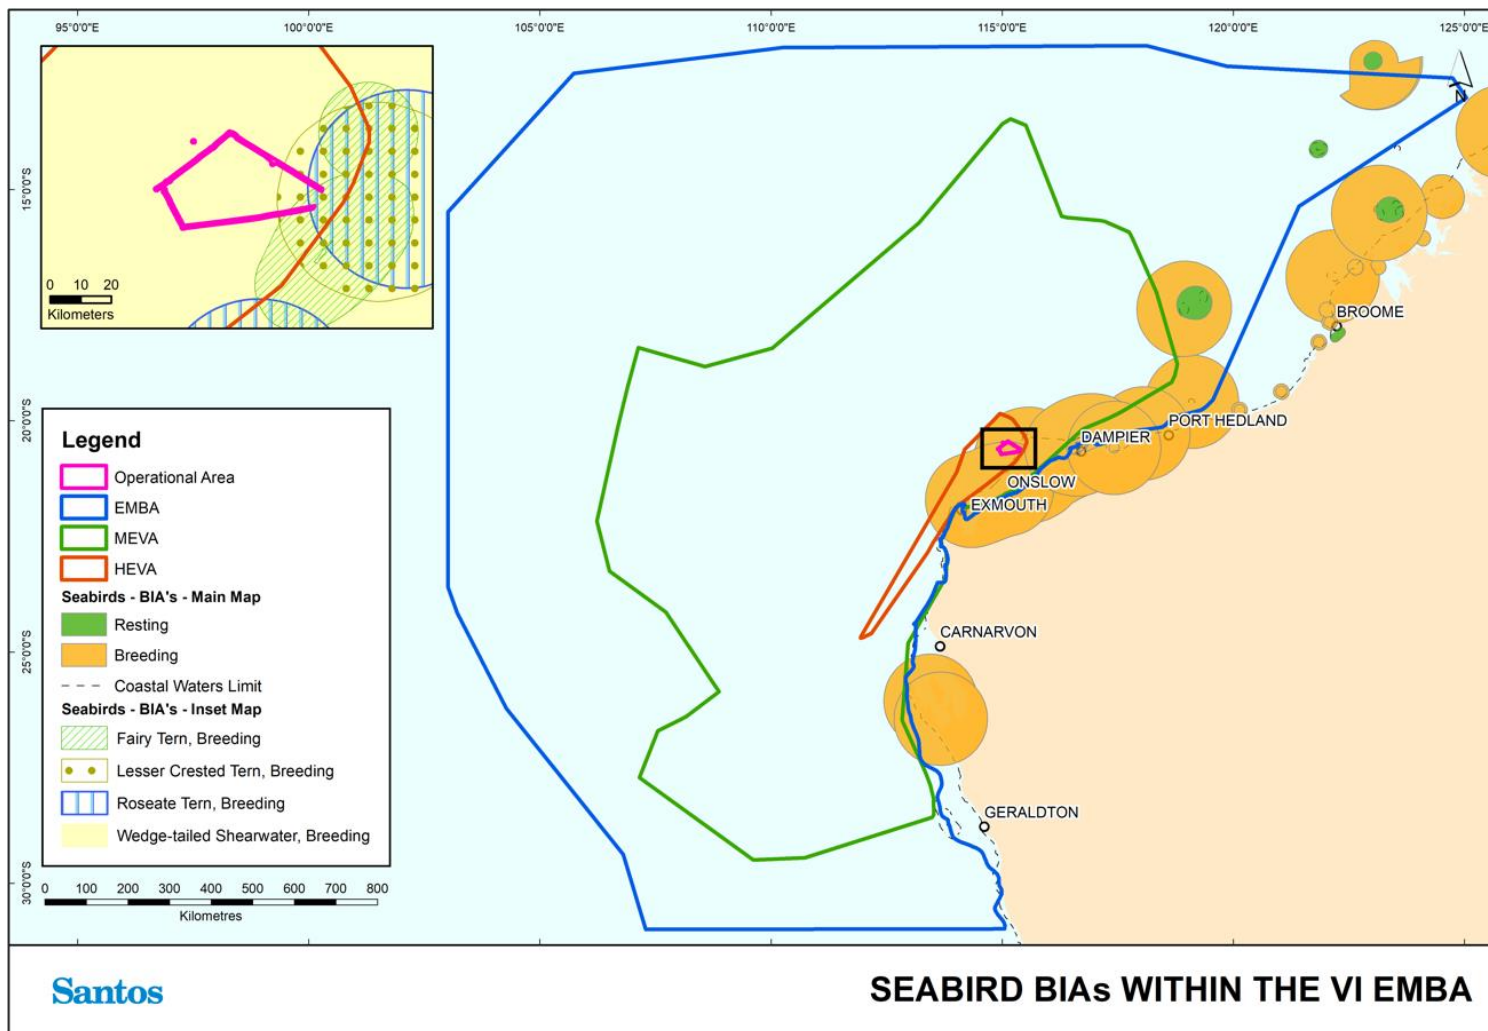 95°0'0"E
100°0'0"E
105°0'0"E
110°0'0"E
115°0'0"E
120°0'0"E
125°0'0"E
N
0 10 20
Kilometers
15°0'0"S
20°0'0"S
25°0'0"S
30°0'0"S
BROOME
PORT HEDLAND
DAMPIER
ONSLOW
EXMOUTH
CARNARVON
GERALDTON
Legend
Operational Area
EMBA
MEVA
HEVA
Seabirds - BIA's - Main Map
Resting
Breeding
Coastal Waters Limit
Seabirds - BIA's - Inset Map
Fairy Tern, Breeding
Lesser Crested Tern, Breeding
Roseate Tern, Breeding
Wedge-tailed Shearwater, Breeding
0 100 200 300 400 500 600 700 800
Kilometres
Santos
SEABIRD BIAs WITHIN THE VI EMBA